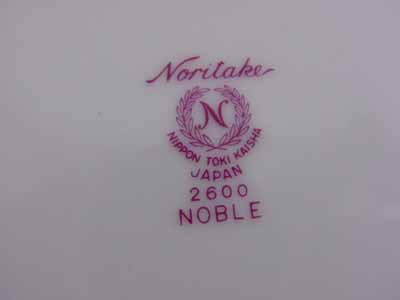 Noritake
N
NIPPON TOKI KAISHA
JAPAN
2600
NOBLE